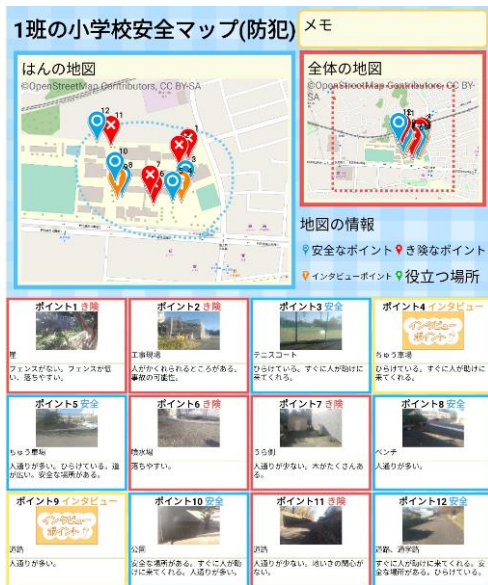 1班の小学校安全マップ(防犯)
メモ
はんの地図
©OpenStreetMap Contributors, CC BY-SA
12
11
10
全体の地図
©OpenStreetMap Contributors, CC BY-
SA
地図の情報
安全なポイント
き険なポイント
インタビューポイント
役立つ場所
ポイント1 き険
崖
フェンスがない。フェンスが低
い、落ちやすい。
ポイント2 き険
工事現場
人がかくれられるところがある。
事故の可能性。
ポイント3 安全
テニスコート
ひらけている。すぐに人が助けに
来てくれる。
ポイント4 インタビュー
インタビュー
ポイント
ちゅう車場
ひらけている。すぐに人が助けに
来てくれる。
ポイント5 安全
ちゅう車場
人通りが多い。ひらけている。道
が広い。安全な場所がある。
ポイント6 き険
噴水場
落ちやすい。
ポイント7 き険
うら側
人通りが少ない。木がたくさんあ
る。
ポイント8 安全
ベンチ
人通りが多い。
ポイント9 インタビュー
インタビュー
ポイント
道路
人通りが多い。
ポイント10 安全
公園
安全な場所がある。すぐに人が助
けに来てくれる。人通りが多い。
ポイント11 き険
道路
人通りが少ない。地いきの関心が
ない。
ポイント12 安全
道路、通学路
すぐに人が助けに来てくれる。安
全な場所がある。ひらけている。